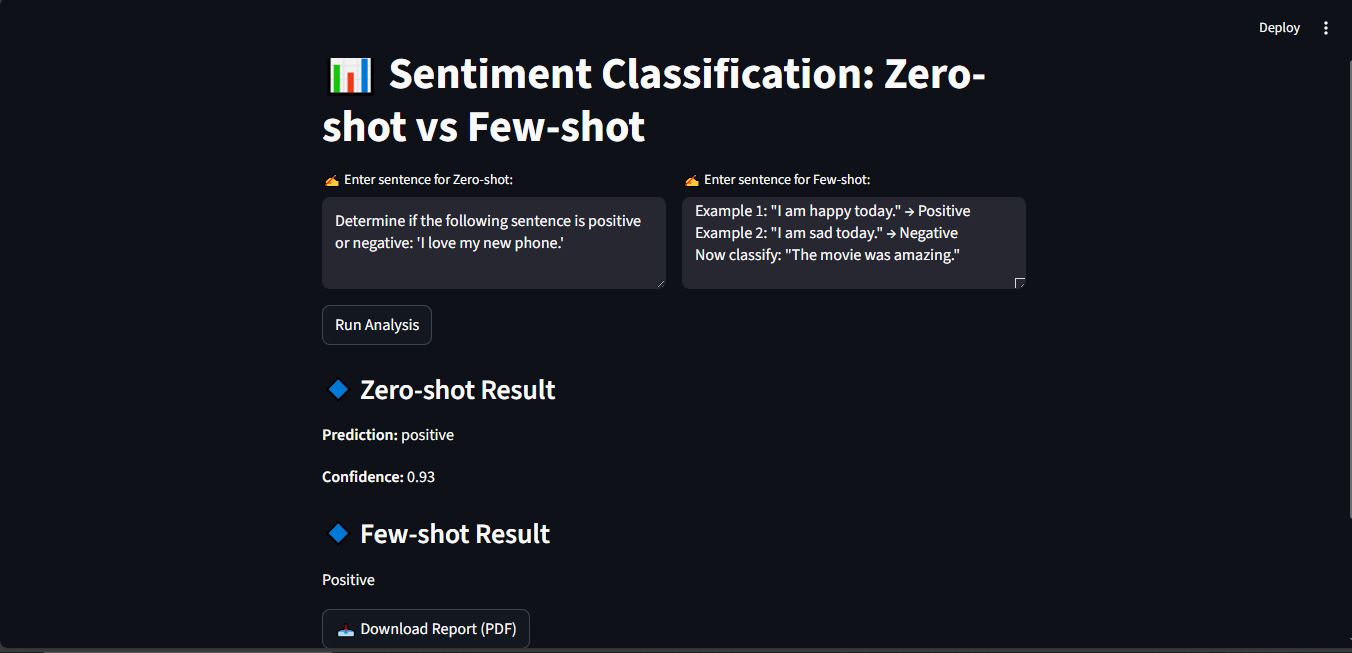 Deploy
📊 Sentiment Classification: Zero-
shot vs Few-shot
✍️ Enter sentence for Zero-shot:
Determine if the following sentence is positive
or negative: 'I love my new phone.'
✍️ Enter sentence for Few-shot:
Example 1: "I am happy today." → Positive
Example 2: "I am sad today." → Negative
Now classify: "The movie was amazing."
Run Analysis
🔷 Zero-shot Result
Prediction: positive
Confidence: 0.93
🔷 Few-shot Result
Positive
📥 Download Report (PDF)